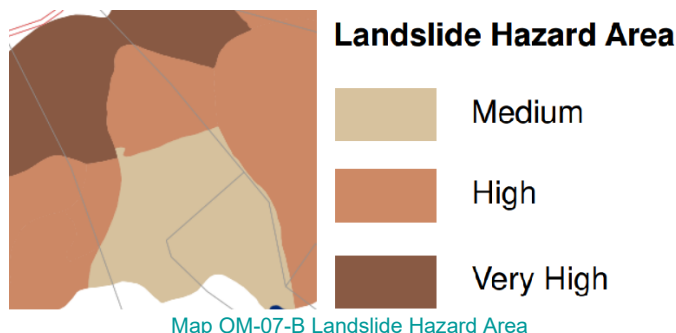 Landslide Hazard Area
Medium
High
Very High
Map OM-07-B Landslide Hazard Area